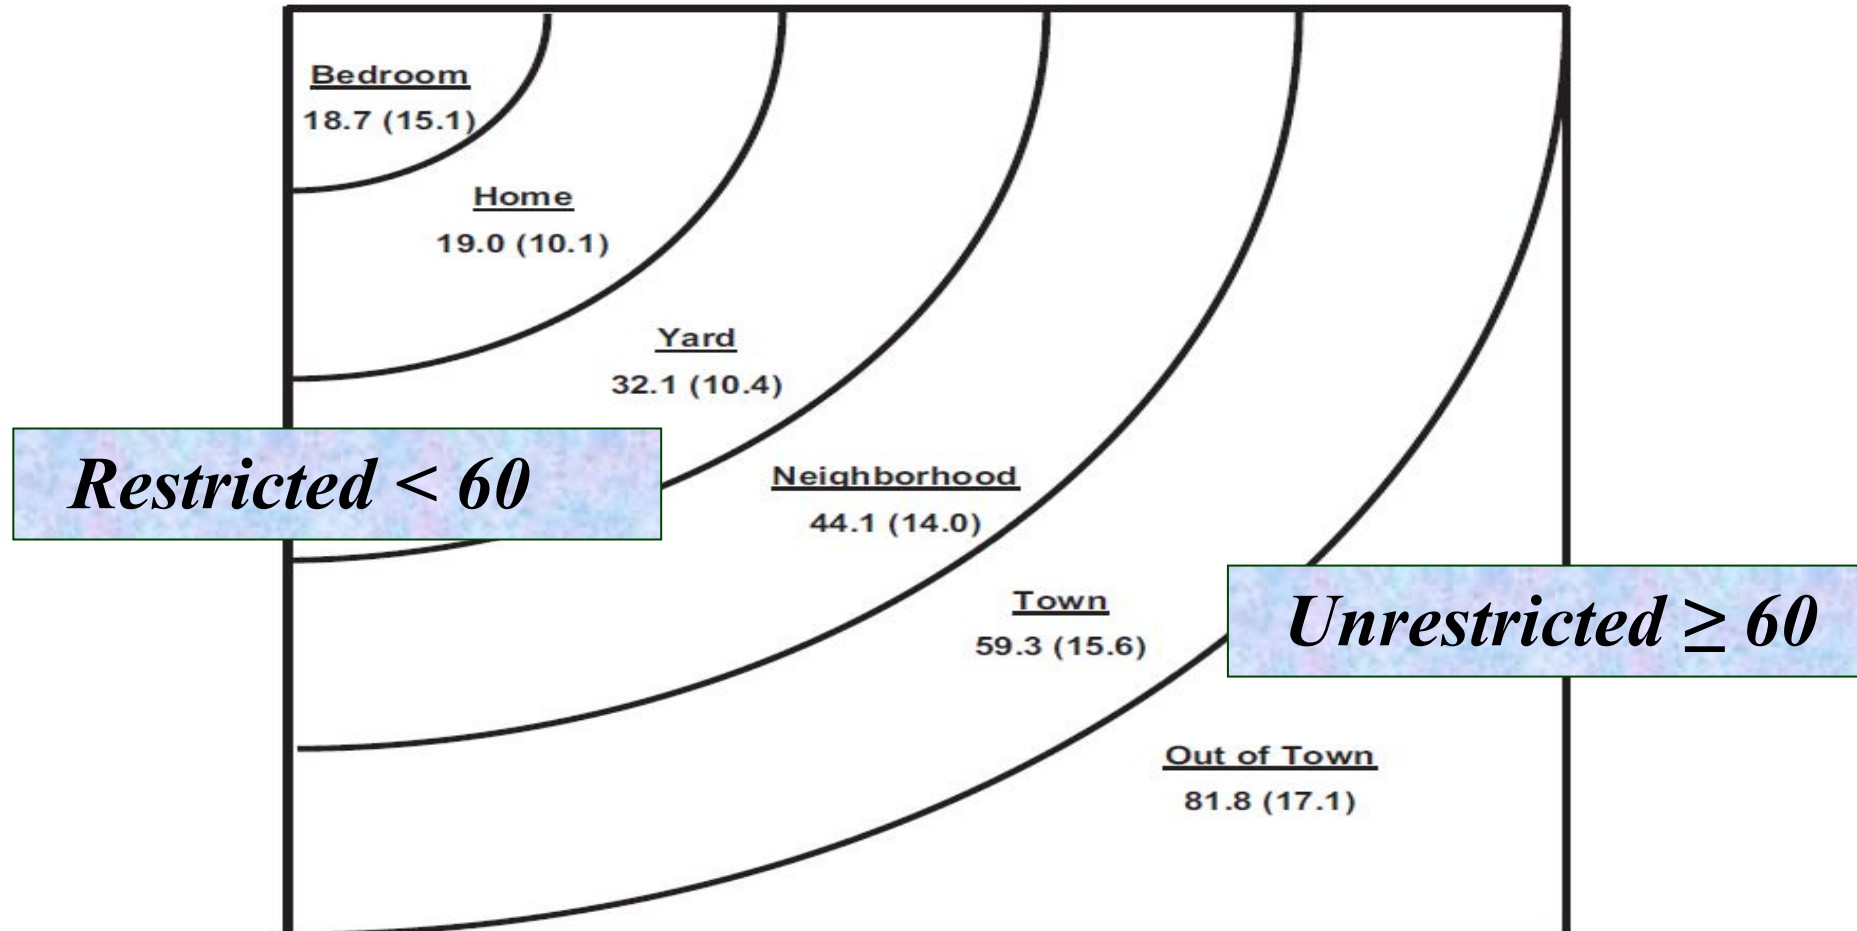 Bedroom
18.7 (15.1)
Home
19.0 (10.1)
Yard
32.1 (10.4)
Restricted < 60
Neighborhood
44.1 (14.0)
Town
59.3 (15.6)
Unrestricted ≥ 60
Out of Town
81.8 (17.1)